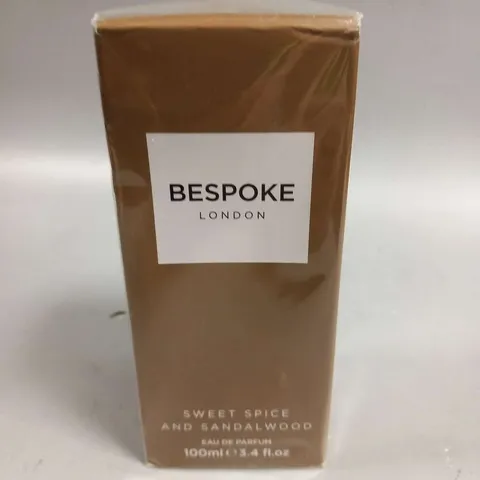 BESPOKE
LONDON
SWEET SPICE
AND SANDALWOOD
EAU DE PARFUM
100ml ℮ 3.4 fl.oz